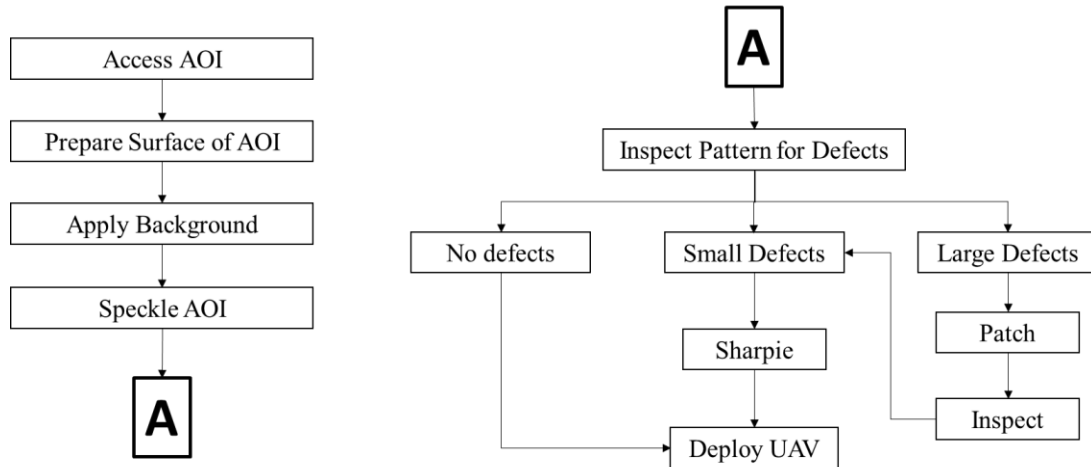 Access AOI
Prepare Surface of AOI
Apply Background
Speckle AOI
A
A
Inspect Pattern for Defects
No defects
Small Defects
Large Defects
Sharpie
Patch
Inspect
Deploy UAV